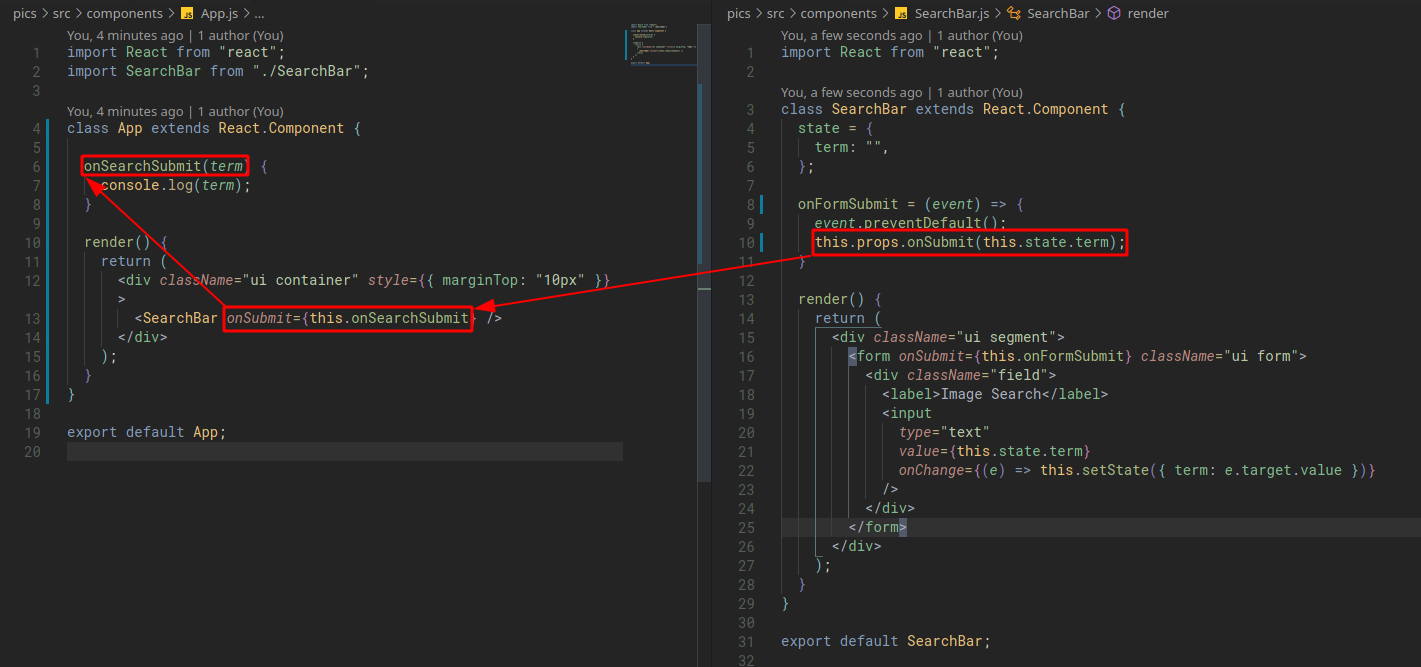 pics > src > components > JS App.js > ...
You, 4 minutes ago | 1 author (You)
1 import React from "react";
2 import SearchBar from "./SearchBar";
3
You, 4 minutes ago | 1 author (You)
4 class App extends React.Component {
5
6 onSearchSubmit(term) {
7 console.log(term);
8 }
9
10 render() {
11 return (
12 <div className="ui container" style={{ marginTop: "10px" }}
>
13 <SearchBar onSubmit={this.onSearchSubmit} />
14 </div>
15 );
16 }
17 }
18
19 export default App;
20
pics > src > components > JS SearchBar.js > SearchBar > render
You, a few seconds ago | 1 author (You)
1 import React from "react";
2
You, a few seconds ago | 1 author (You)
3 class SearchBar extends React.Component {
4 state = {
5 term: "",
6 };
7
8 onFormSubmit = (event) => {
9 event.preventDefault();
10 this.props.onSubmit(this.state.term);
11 }
12
13 render() {
14 return (
15 <div className="ui segment">
16 <form onSubmit={this.onFormSubmit} className="ui form">
17 <div className="field">
18 <label>Image Search</label>
19 <input
20 type="text"
21 value={this.state.term}
22 onChange={(e) => this.setState({ term: e.target.value })}
23 />
24 </div>
25 </form>
26 </div>
27 );
28 }
29 }
30
31 export default SearchBar;
32